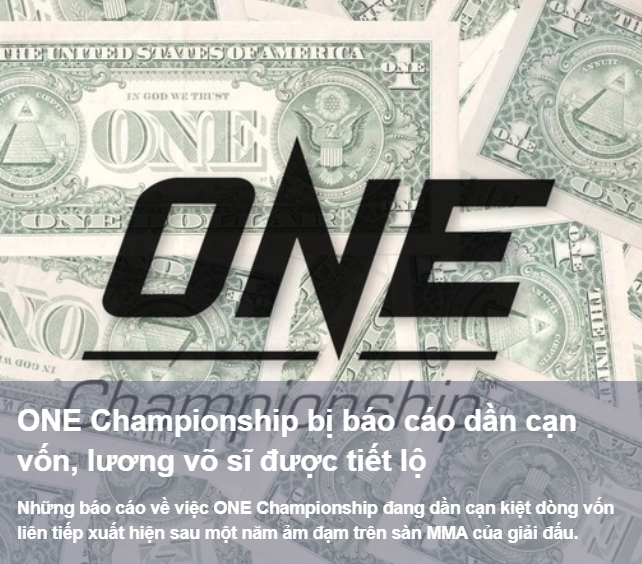 THE UNITED STATES OF AMERICA
ONE
IN GOD WE TRUST
ONE
ONE
ONE
Championship
ONE Championship bị báo cáo dần cạn
vốn, lương võ sĩ được tiết lộ
Những báo cáo về việc ONE Championship đang dần cạn kiệt dòng vốn
liên tiếp xuất hiện sau một năm ảm đạm trên sàn MMA của giải đấu.